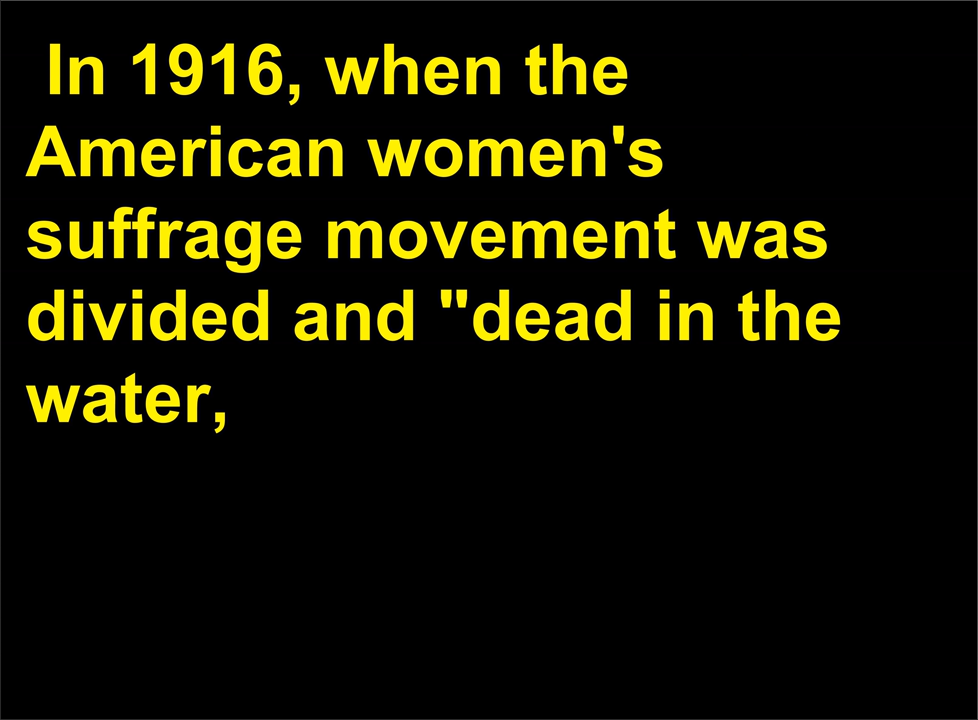 In 1916, when the
American women's
suffrage movement was
divided and "dead in the
water,